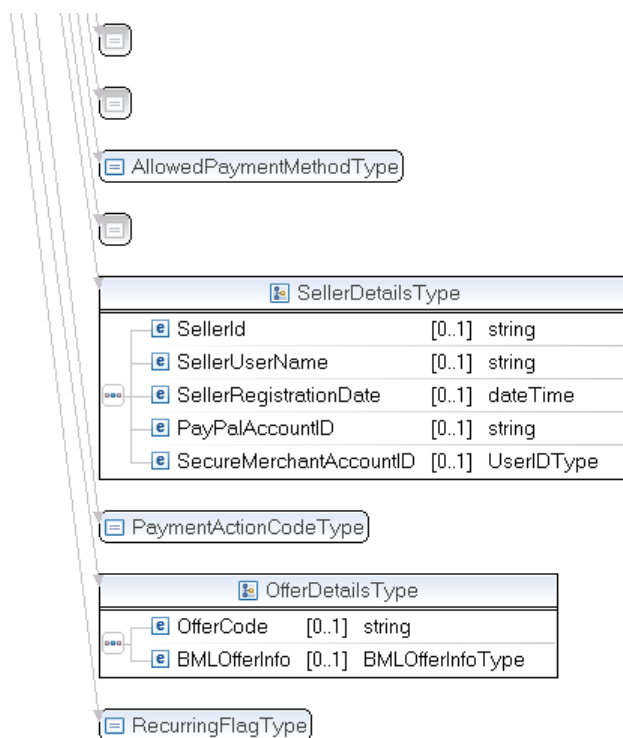 AllowedPaymentMethodType
SellerDetailsType
e SellerId [0..1] string
e SellerUserName [0..1] string
e SellerRegistrationDate [0..1] dateTime
e PayPalAccountID [0..1] string
e SecureMerchantAccountID [0..1] UserIDType
PaymentActionCodeType
OfferDetailsType
e OfferCode [0..1] string
e BMLOfferInfo [0..1] BMLOfferInfoType
RecurringFlagType